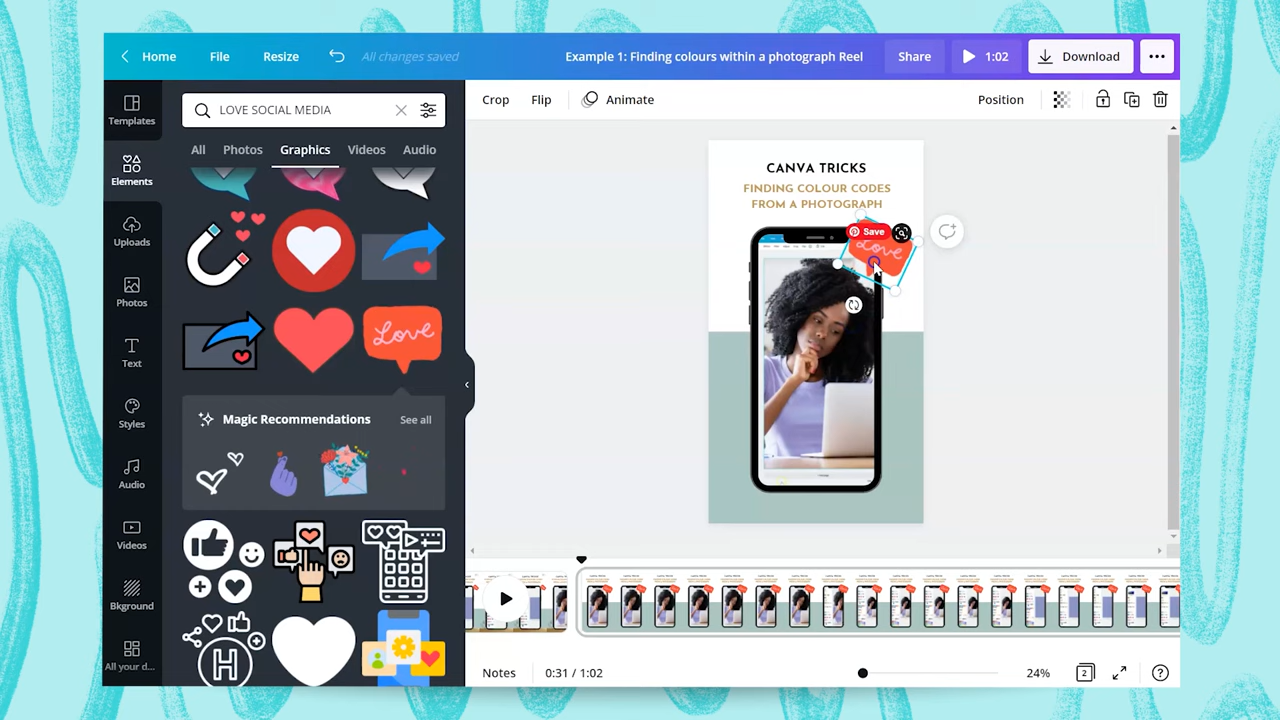 Home
File
Resize
All changes saved
Example 1: Finding colours within a photograph Reel
Share
1:02
Download
Templates
Elements
Uploads
Photos
Text
Styles
Audio
Videos
Bkground
All your d...
LOVE SOCIAL MEDIA
All
Photos
Graphics
Videos
Audio
Love
Magic Recommendations
See all
H
Crop
Flip
Animate
Position
CANVA TRICKS
FINDING COLOUR CODES
FROM A PHOTOGRAPH
Save
Love
Notes
0:31 / 1:02
24%
2